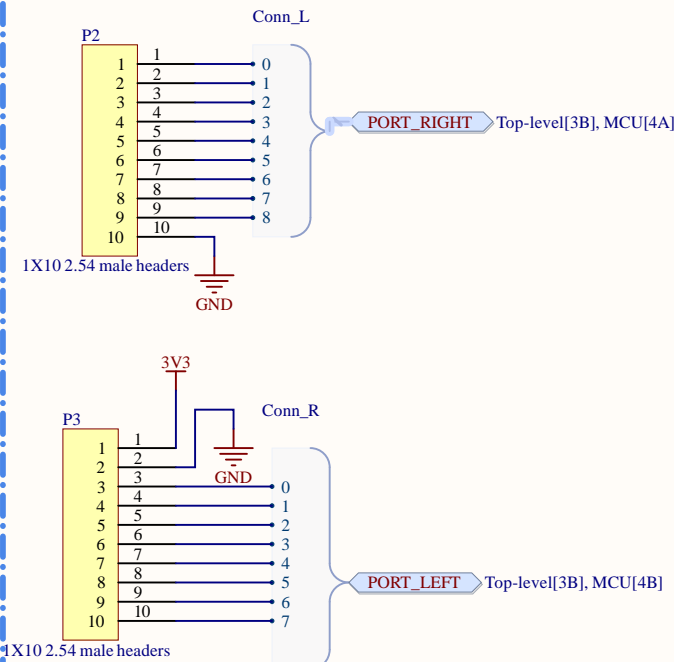 Conn_L
P2
1 1 0
2 2 1
3 3 2
4 4 3
5 5 4
6 6 5
7 7 6
8 8 7
9 9 8
10 10
PORT_RIGHT Top-level[3B], MCU[4A]
1X10 2.54 male headers
GND
3V3
Conn_R
P3
1 1
2 2
GND
3 3 0
4 4 1
5 5 2
6 6 3
7 7 4
8 8 5
9 9 6
10 10 7
PORT_LEFT Top-level[3B], MCU[4B]
1X10 2.54 male headers